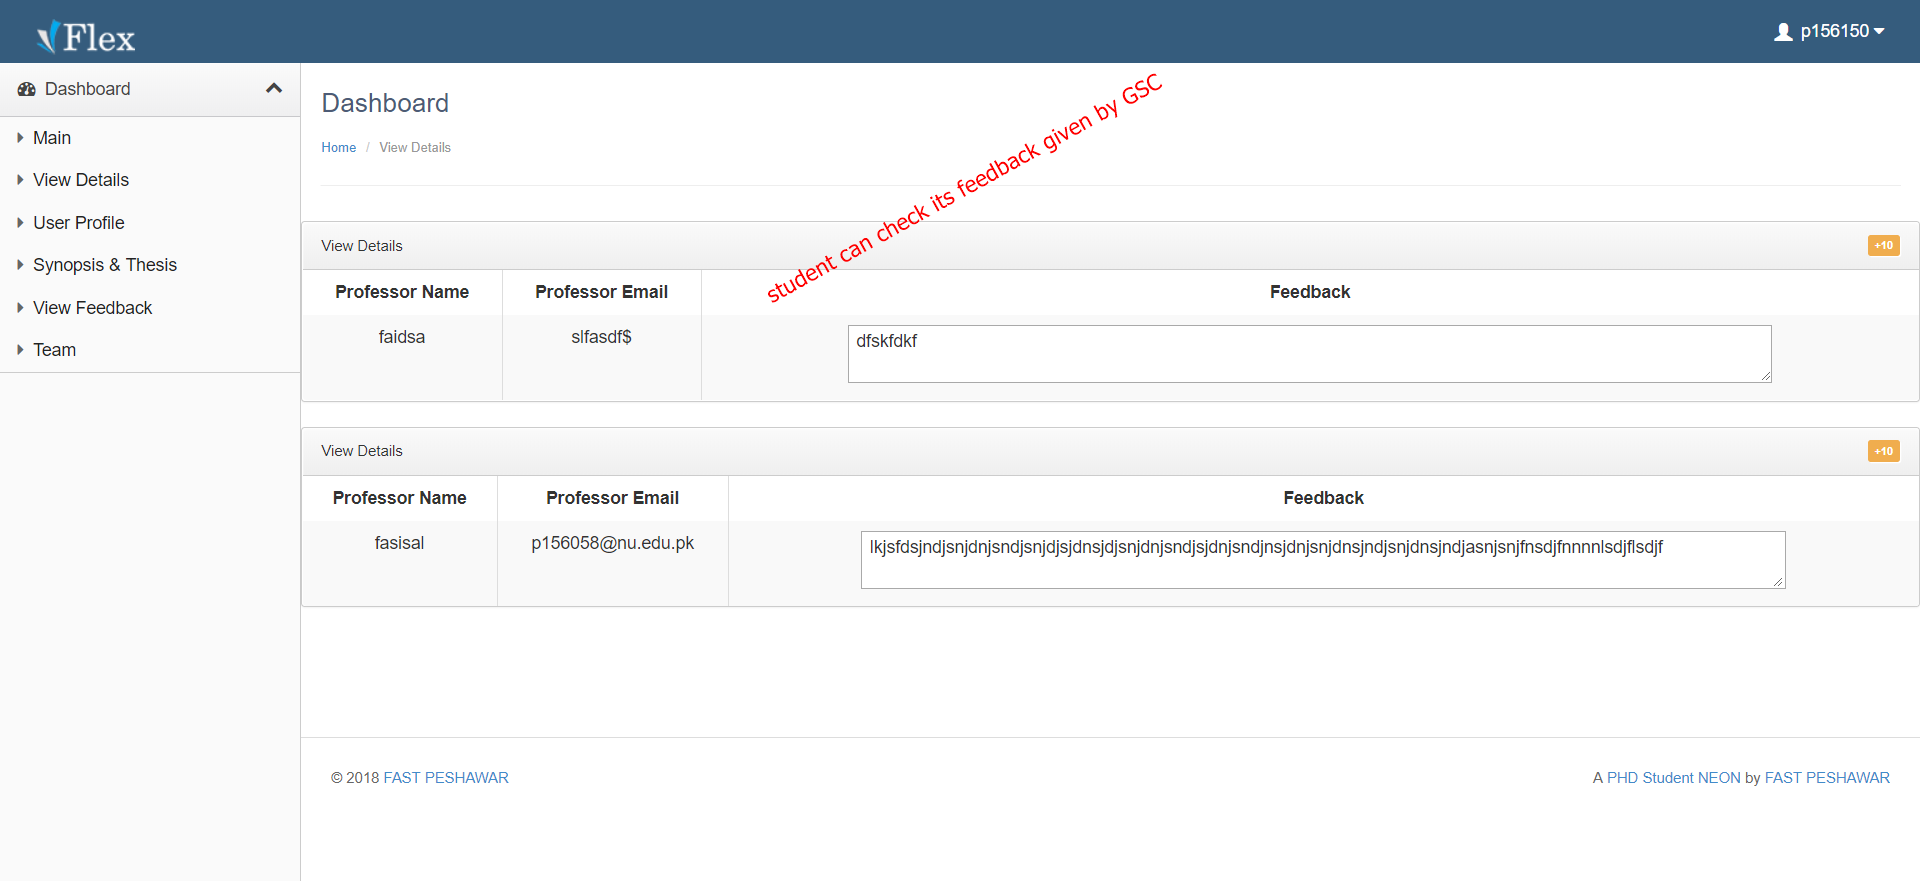 Flex
p156150
Dashboard
Main
View Details
User Profile
Synopsis & Thesis
View Feedback
Team
Dashboard
Home / View Details
student can check its feedback given by GSC
View Details +10
Professor Name Professor Email Feedback
faidsa slfasdf$ dfskfdkf
View Details +10
Professor Name Professor Email Feedback
fasisal p156058@nu.edu.pk
© 2018 FAST PESHAWAR
A PHD Student NEON by FAST PESHAWAR